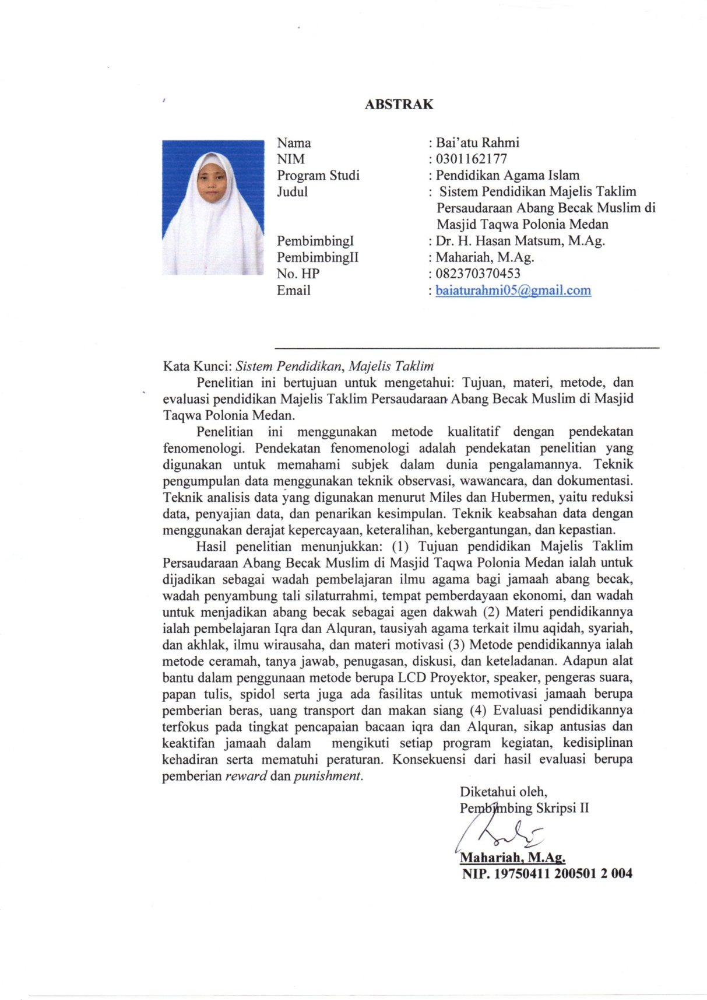 ABSTRAK
Nama : Bai'atu Rahmi
NIM : 0301162177
Program Studi : Pendidikan Agama Islam
Judul : Sistem Pendidikan Majelis Taklim
Persaudaraan Abang Becak Muslim di
Masjid Taqwa Polonia Medan
PembimbingI : Dr. H. Hasan Matsum, M.Ag.
PembimbingII : Mahariah, M.Ag.
No. HP : 082370370453
Email : baiaturahmi05@gmail.com
Kata Kunci: Sistem Pendidikan, Majelis Taklim
Penelitian ini bertujuan untuk mengetahui: Tujuan, materi, metode, dan
evaluasi pendidikan Majelis Taklim Persaudaraan Abang Becak Muslim di Masjid
Taqwa Polonia Medan.
Penelitian ini menggunakan metode kualitatif dengan pendekatan
fenomenologi. Pendekatan fenomenologi adalah pendekatan penelitian yang
digunakan untuk memahami subjek dalam dunia pengalamannya. Teknik
pengumpulan data menggunakan teknik observasi, wawancara, dan dokumentasi.
Teknik analisis data yang digunakan menurut Miles dan Hubermen, yaitu reduksi
data, penyajian data, dan penarikan kesimpulan. Teknik keabsahan data dengan
menggunakan derajat kepercayaan, keteralihan, kebergantungan, dan kepastian.
Hasil penelitian menunjukkan: (1) Tujuan pendidikan Majelis Taklim
Persaudaraan Abang Becak Muslim di Masjid Taqwa Polonia Medan ialah untuk
dijadikan sebagai wadah pembelajaran ilmu agama bagi jamaah abang becak,
wadah penyambung tali silaturrahmi, tempat pemberdayaan ekonomi, dan wadah
untuk menjadikan abang becak sebagai agen dakwah (2) Materi pendidikannya
ialah pembelajaran Iqra dan Alquran, tausiyah agama terkait ilmu aqidah, syariah,
dan akhlak, ilmu wirausaha, dan materi motivasi (3) Metode pendidikannya ialah
metode ceramah, tanya jawab, penugasan, diskusi, dan keteladanan. Adapun alat
bantu dalam penggunaan metode berupa LCD Proyektor, speaker, pengeras suara,
papan tulis, spidol serta juga ada fasilitas untuk memotivasi jamaah berupa
pemberian beras, uang transport dan makan siang (4) Evaluasi pendidikannya
terfokus pada tingkat pencapaian bacaan iqra dan Alquran, sikap antusias dan
keaktifan jamaah dalam mengikuti setiap program kegiatan, kedisiplinan
kehadiran serta mematuhi peraturan. Konsekuensi dari hasil evaluasi berupa
pemberian reward dan punishment.
Diketahui oleh,
Pembimbing Skripsi II
Mahariah, M.Ag.
NIP. 19750411 200501 2 004